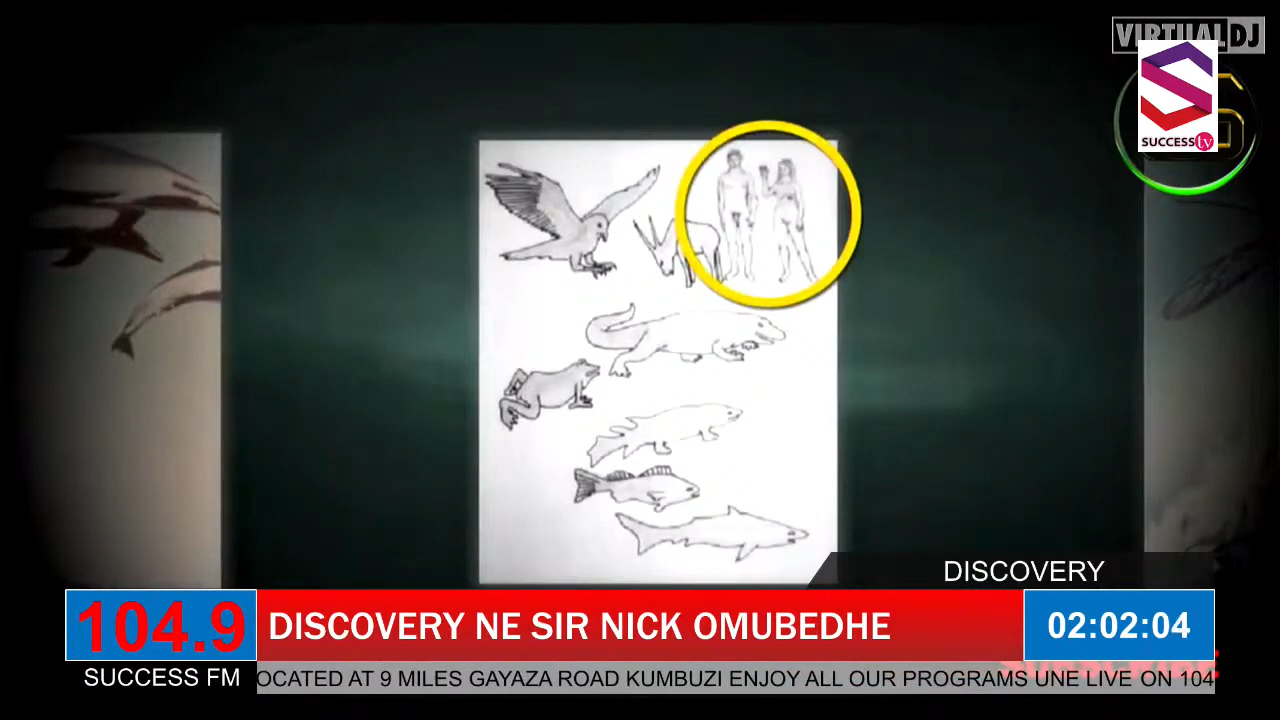 VIRTUALDJ
SUCCESS tv
DISCOVERY
104.9
DISCOVERY NE SIR NICK OMUBEDHE
02:02:04
SUCCESS FM
OCATED AT 9 MILES GAYAZA ROAD KUMBUZI ENJOY ALL OUR PROGRAMS UNE LIVE ON 104